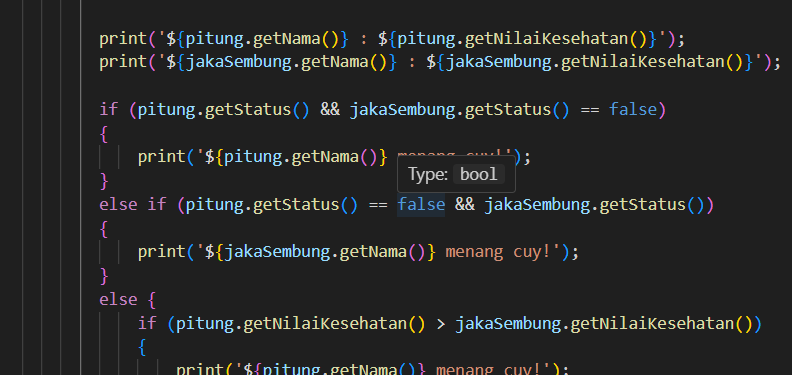 print('${pitung.getNama()} : ${pitung.getNilaiKesehatan()}');
print('${jakaSembung.getNama()} : ${jakaSembung.getNilaiKesehatan()}');
if (pitung.getStatus() && jakaSembung.getStatus() == false)
{
print('${pitung.getNama()} menang cuy!');
Type: bool
}
else if (pitung.getStatus() == false && jakaSembung.getStatus())
{
print('${jakaSembung.getNama()} menang cuy!');
}
else {
if (pitung.getNilaiKesehatan() > jakaSembung.getNilaiKesehatan())
{
print('${pitung.getNama()} menang cuy!');